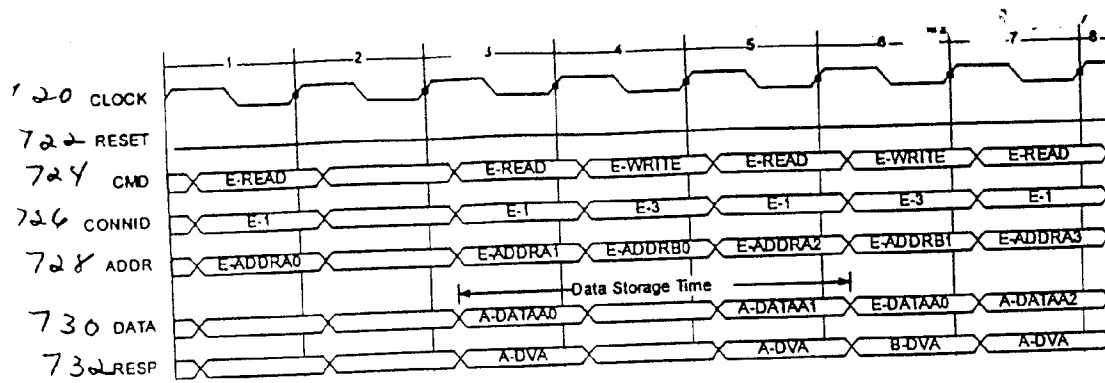 1 2 3 4 5 6 7 8
720 CLOCK
722 RESET
724 CMD E-READ E-READ E-WRITE E-READ E-WRITE E-READ
726 CONNID E-1 E-1 E-3 E-1 E-3 E-1
728 ADDR E-ADDRA0 E-ADDRA1 E-ADDRB0 E-ADDRA2 E-ADDRB1 E-ADDRA3
Data Storage Time
730 DATA A-DATAA0 A-DATAA1 E-DATAA0 A-DATAA2
732 RESP A-DVA A-DVA B-DVA A-DVA